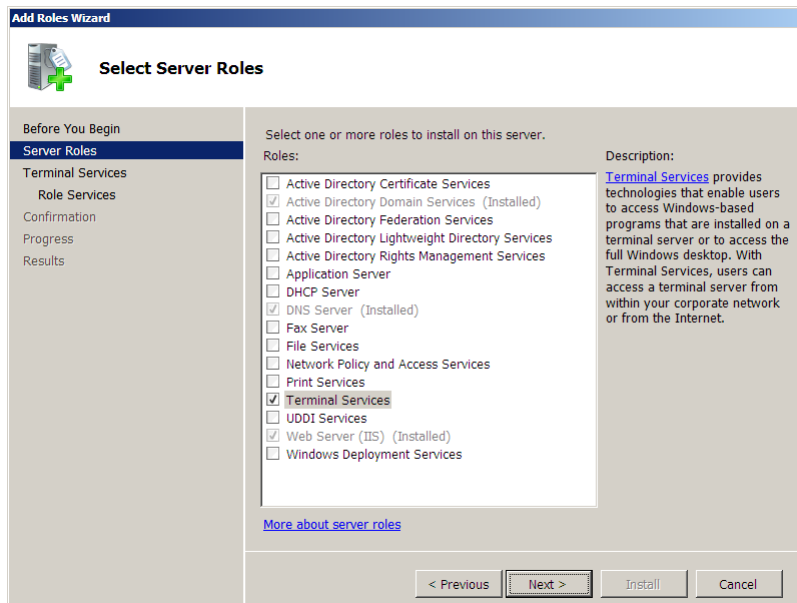 Add Roles Wizard
Select Server Roles
Before You Begin
Server Roles
Terminal Services
Role Services
Confirmation
Progress
Results
Select one or more roles to install on this server.
Roles:
Active Directory Certificate Services
Active Directory Domain Services (Installed)
Active Directory Federation Services
Active Directory Lightweight Directory Services
Active Directory Rights Management Services
Application Server
DHCP Server
DNS Server (Installed)
Fax Server
File Services
Network Policy and Access Services
Print Services
Terminal Services
UDDI Services
Web Server (IIS) (Installed)
Windows Deployment Services
More about server roles
Description:
Terminal Services provides
technologies that enable users
to access Windows-based
programs that are installed on a
terminal server or to access the
full Windows desktop. With
Terminal Services, users can
access a terminal server from
within your corporate network
or from the Internet.
< Previous
Next >
Install
Cancel